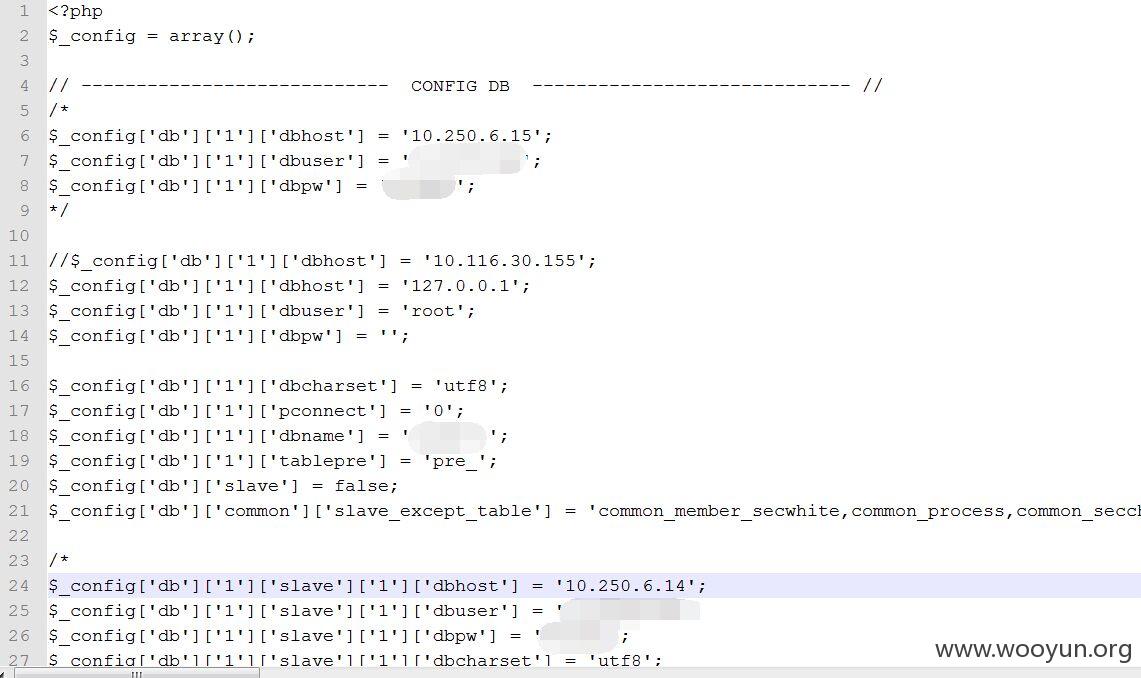 1 <?php
2 $_config = array();
3
4 // ---------------------------- CONFIG DB ----------------------------- //
5 /*
6 $_config['db']['1']['dbhost'] = '10.250.6.15';
7 $_config['db']['1']['dbuser'] = ' ';
8 $_config['db']['1']['dbpw'] = ' ';
9 */
10
11 //$_config['db']['1']['dbhost'] = '10.116.30.155';
12 $_config['db']['1']['dbhost'] = '127.0.0.1';
13 $_config['db']['1']['dbuser'] = 'root';
14 $_config['db']['1']['dbpw'] = '';
15
16 $_config['db']['1']['dbcharset'] = 'utf8';
17 $_config['db']['1']['pconnect'] = '0';
18 $_config['db']['1']['dbname'] = ' ';
19 $_config['db']['1']['tablepre'] = 'pre_';
20 $_config['db']['slave'] = false;
21 $_config['db']['common']['slave_except_table'] = 'common_member_secwhite,common_process,common_secc
22
23 /*
24 $_config['db']['1']['slave']['1']['dbhost'] = '10.250.6.14';
25 $_config['db']['1']['slave']['1']['dbuser'] = '
26 $_config['db']['1']['slave']['1']['dbpw'] = ' ;
27 $_config['db']['1']['slave']['1']['dbcharset'] = 'utf8';
www.wooyun.org